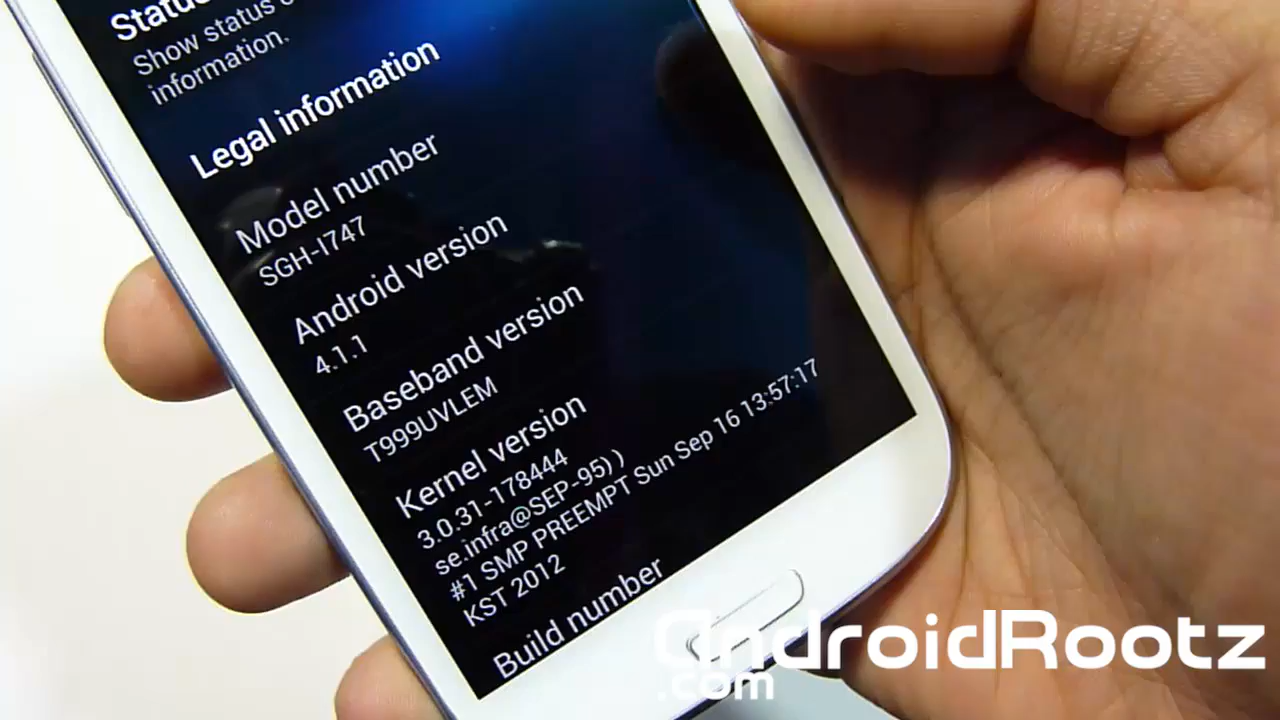 Status
Show status o
information.
Legal information
Model number
SGH-I747
Android version
4.1.1
Baseband version
T999UVLEM
Kernel version
3.0.31-178444
se.infra@SEP-95) )
#1 SMP PREEMPT Sun Sep 16 13:57:17
KST 2012
Build number
AndroidRootz
.com